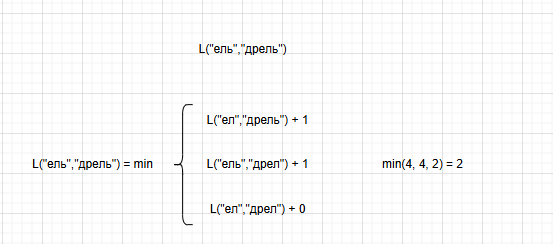 L("ель","дрель")
L("ел","дрель") + 1
L("ель","дрель") = min L("ель","дрел") + 1 min(4, 4, 2) = 2
L("ел","дрел") + 0